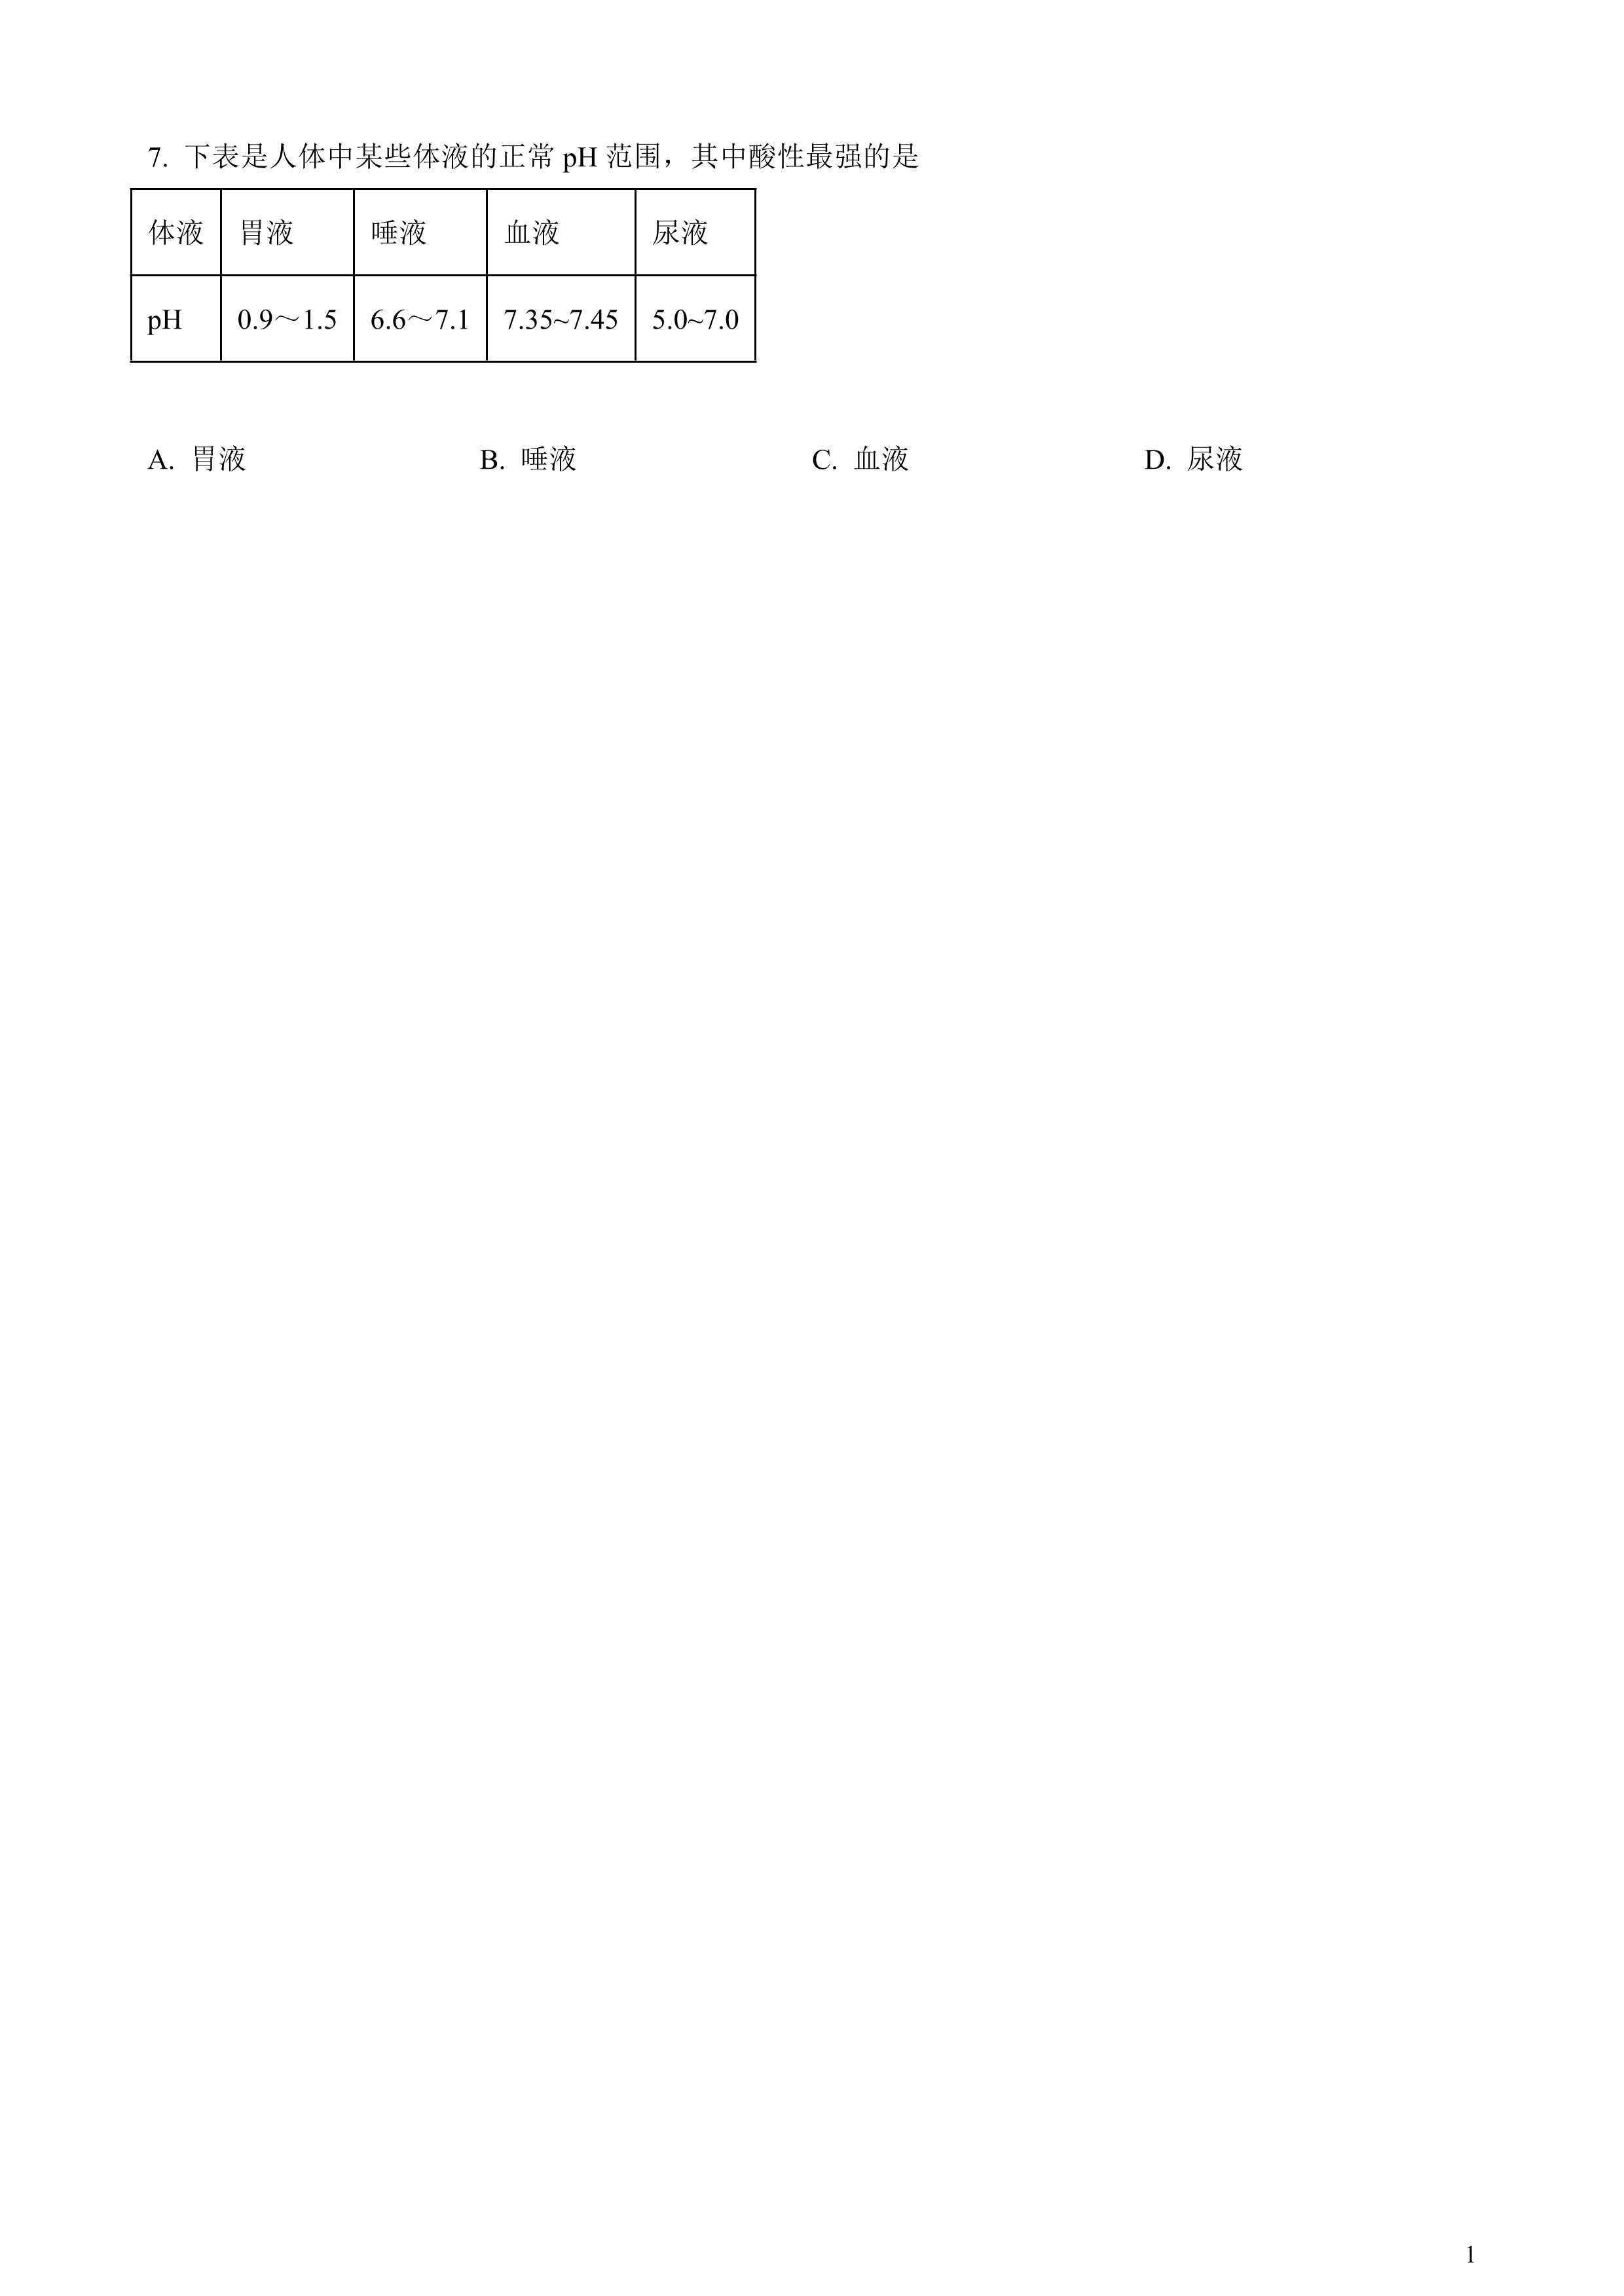 7. 下表是人体中某些体液的正常 pH 范围，其中酸性最强的是
体液 胃液 唾液 血液 尿液
pH 0.9～1.5 6.6～7.1 7.35~7.45 5.0~7.0
A. 胃液 B. 唾液 C. 血液 D. 尿液
1